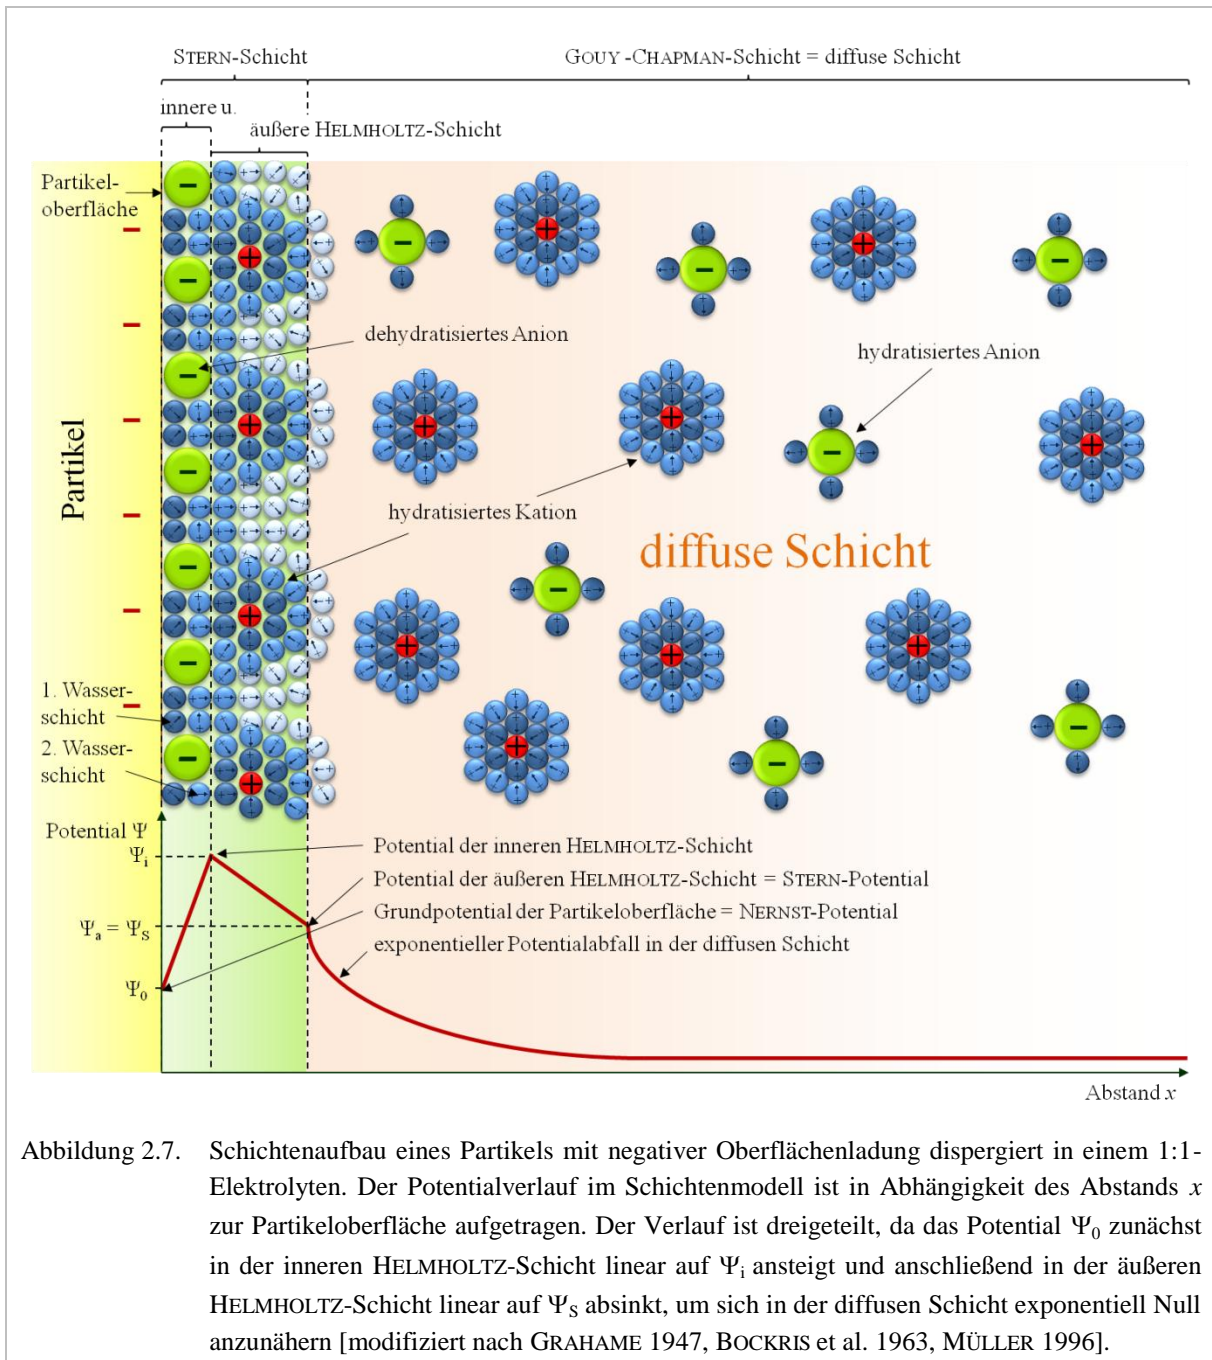 STERN-Schicht
GOUY -CHAPMAN-Schicht = diffuse Schicht
innere u.
äußere HELMHOLTZ-Schicht
Partikel-
oberfläche
dehydratisiertes Anion
hydratisiertes Anion
Partikel
hydratisiertes Kation
diffuse Schicht
1. Wasser-
schicht
2. Wasser-
schicht
Potential Ψ
Ψi
Potential der inneren HELMHOLTZ-Schicht
Potential der äußeren HELMHOLTZ-Schicht = STERN-Potential
Ψa = ΨS
Grundpotential der Partikeloberfläche = NERNST-Potential
exponentieller Potentialabfall in der diffusen Schicht
Ψ0
Abstand x
Abbildung 2.7. Schichtenaufbau eines Partikels mit negativer Oberflächenladung dispergiert in einem 1:1-
Elektrolyten. Der Potentialverlauf im Schichtenmodell ist in Abhängigkeit des Abstands x
zur Partikeloberfläche aufgetragen. Der Verlauf ist dreigeteilt, da das Potential Ψ0 zunächst
in der inneren HELMHOLTZ-Schicht linear auf Ψi ansteigt und anschließend in der äußeren
HELMHOLTZ-Schicht linear auf ΨS absinkt, um sich in der diffusen Schicht exponentiell Null
anzunähern [modifiziert nach GRAHAME 1947, BOCKRIS et al. 1963, MÜLLER 1996].